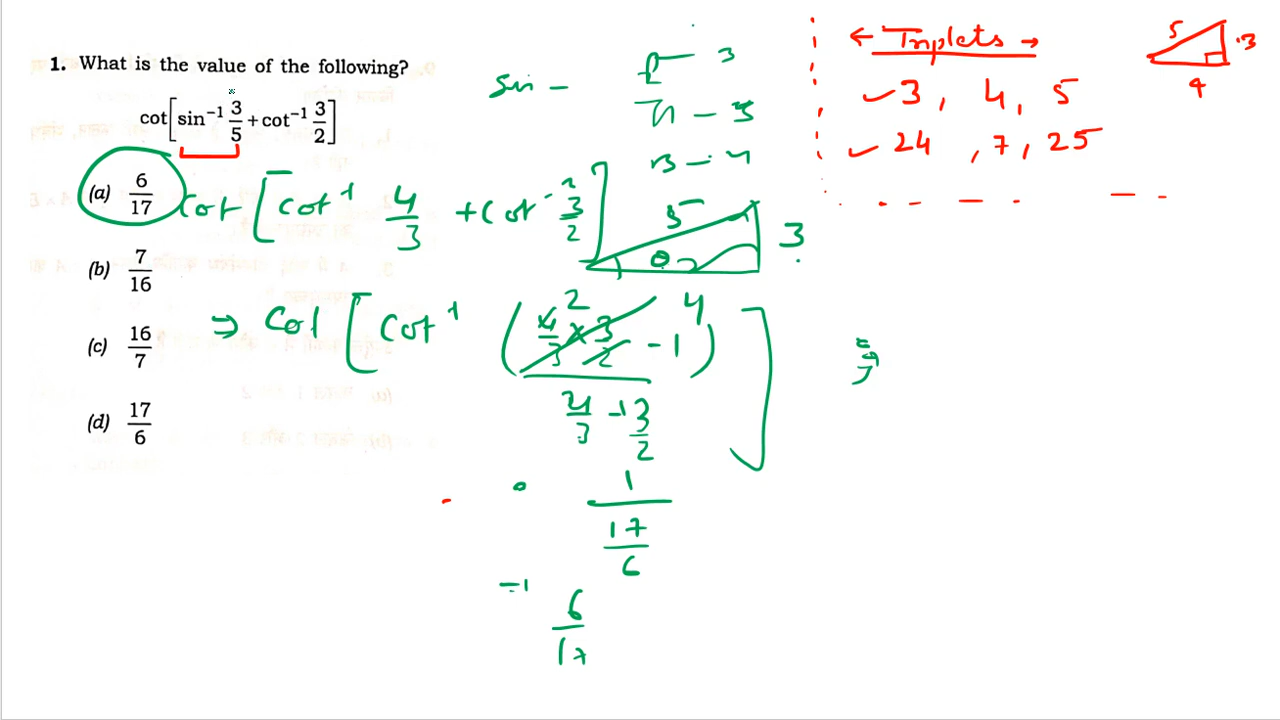 1. What is the value of the following?
cot[sin⁻¹ 3/5 + cot⁻¹ 3/2]
(a) 6/17
(b) 7/16
(c) 16/7
(d) 17/6
sin -
3
- 3
B - 4
cot [cot⁻¹ 4/3 + cot⁻¹ 3/2]
5
θ
3
4
⇒ cot [cot⁻¹ (4/3 × 3/2 - 1)
2
4/3 + 3/2 ]
1
17/6
6/17
← Triplets →
3, 4, 5
24, 7, 25
5
3
4